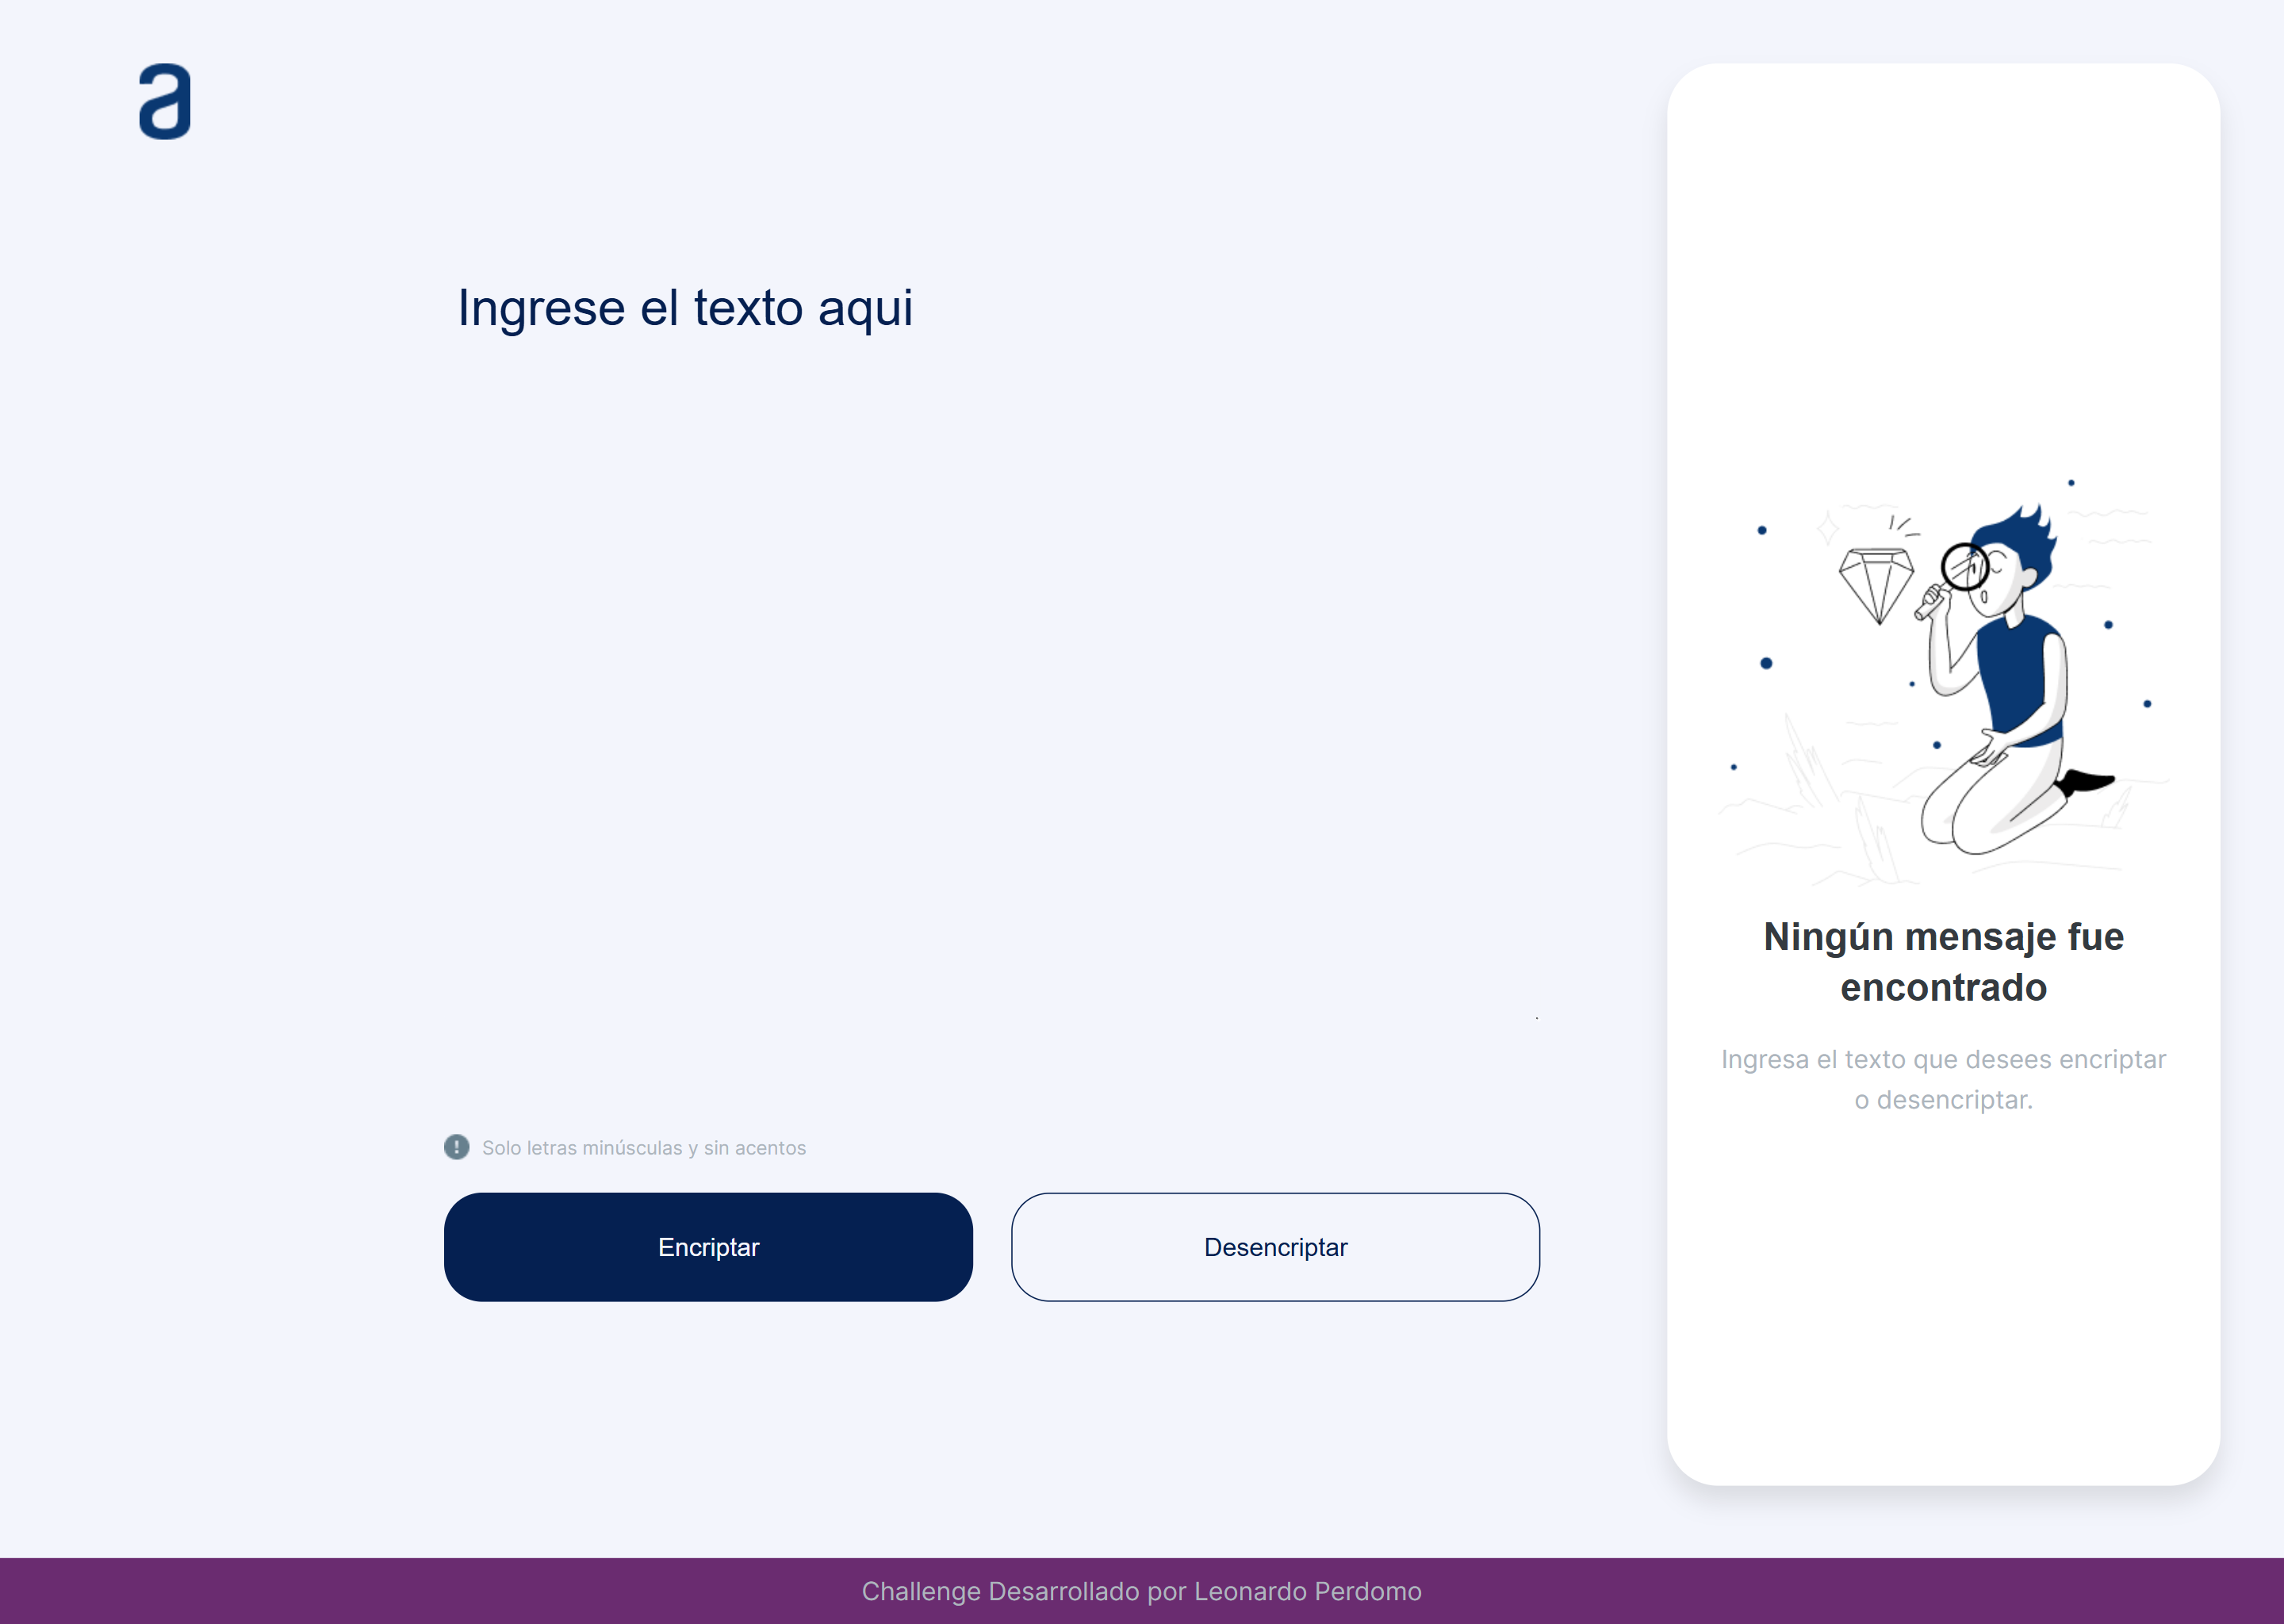 a
Ingrese el texto aqui
Solo letras minúsculas y sin acentos
Encriptar
Desencriptar
Ningún mensaje fue
encontrado
Ingresa el texto que desees encriptar
o desencriptar.
Challenge Desarrollado por Leonardo Perdomo